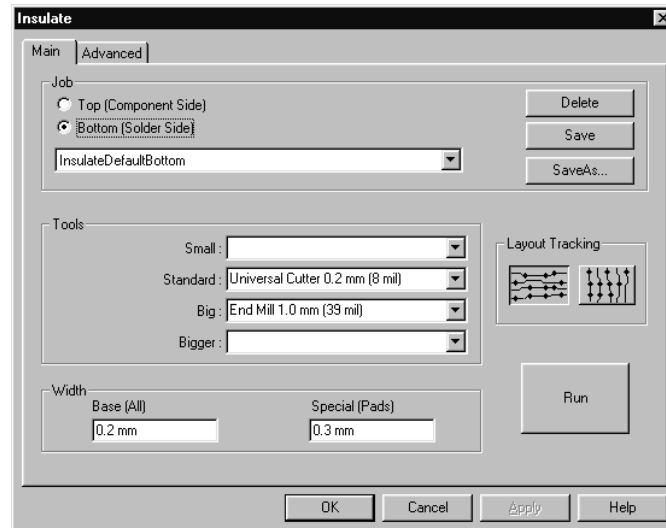 Insulate
Main
Advanced
Job
Top (Component Side)
Bottom (Solder Side)
InsulateDefaultBottom
Delete
Save
SaveAs...
Tools
Small :
Standard : Universal Cutter 0.2 mm (8 mil)
Big : End Mill 1.0 mm (39 mil)
Bigger :
Layout Tracking
Width
Base (All) Special (Pads)
0.2 mm 0.3 mm
Run
OK Cancel Apply Help